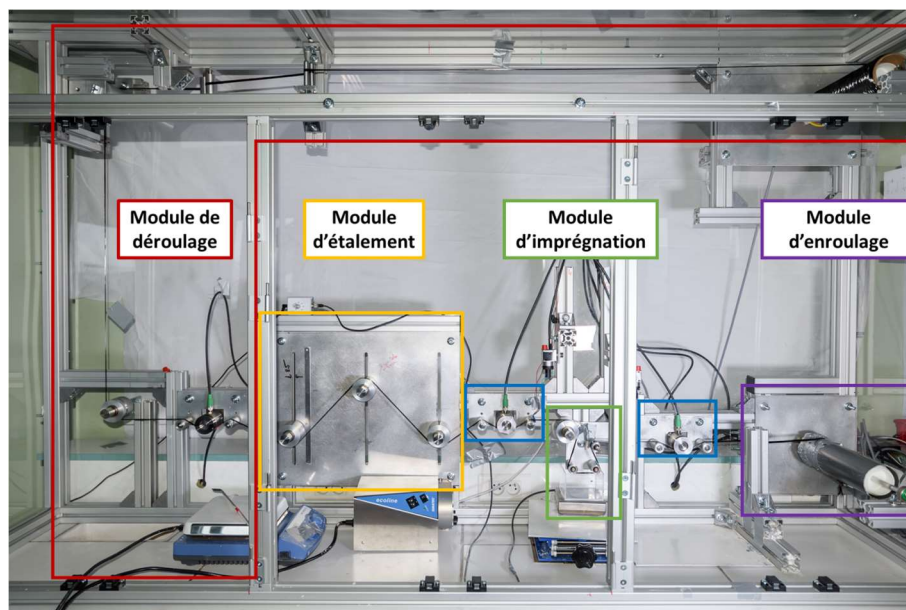 Module de
déroulage
Module
d'étalement
Module
d'imprégnation
Module
d'enroulage
ecoline